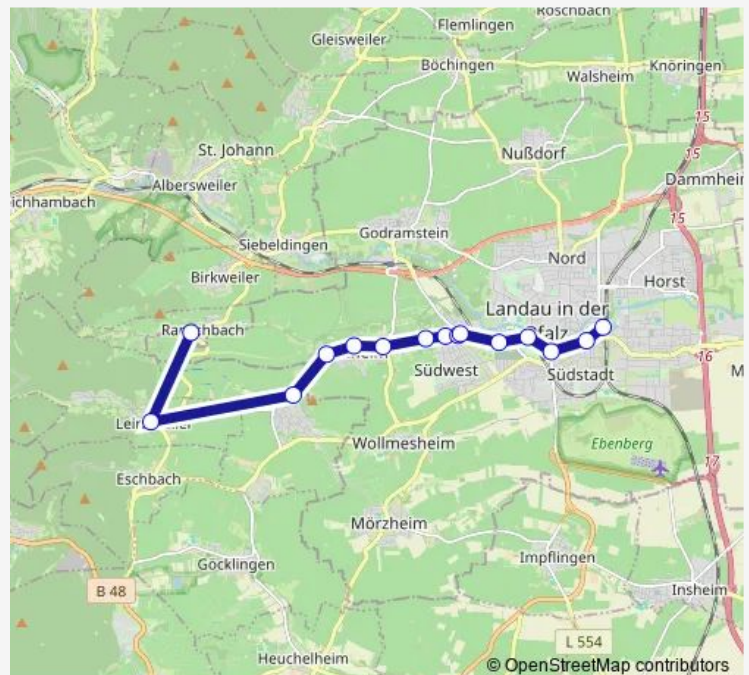 Roschbach
Flemlingen
Gleisweiler
Böchingen
Walsheim
Knöringen
15
St. Johann
Nußdorf
15
Albersweiler
Dammhei
eichhambach
15
Godramstein
Siebeldingen
Nord
Birkweiler
Horst
Landau in der
Pfalz
16
Südwest
Südstadt
M
Wollmesheim
Ebenberg
17
Eschbach
Mörzheim
Göcklingen
Impflingen
B 48
Insheim
L 554
Heuchelheim
© OpenStreetMap contributors